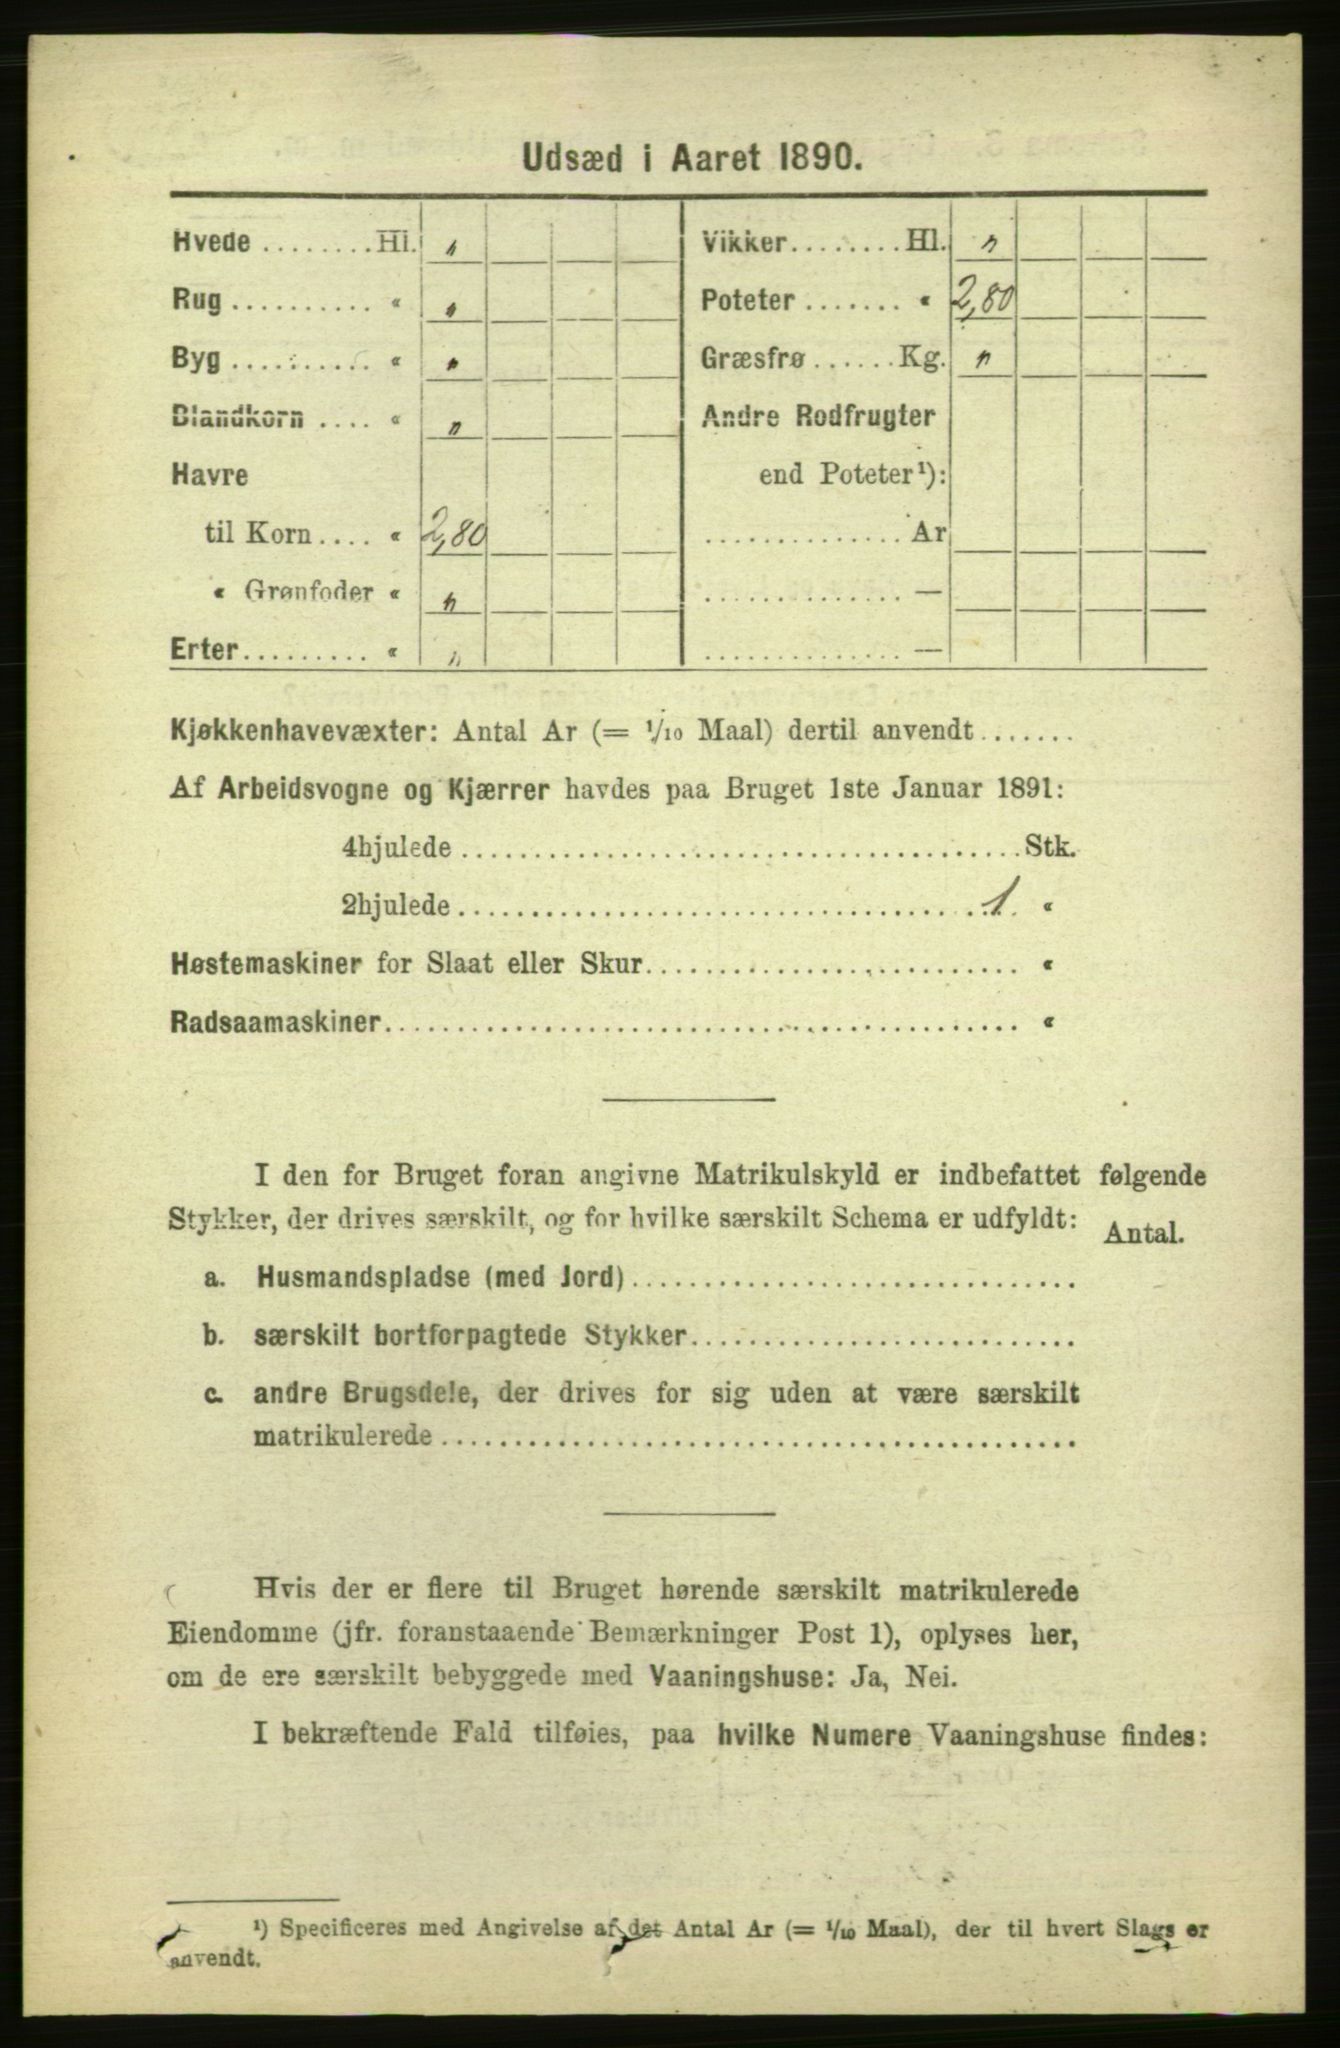 Udsæd i Aaret 1890.
Hvede ........ Hl. "
Rug .......... « "
Byg .......... « "
Blandkorn .... « "
Havre
til Korn .... « 2,80
« Grønfoder « "
Erter ......... « "
Vikker ........ Hl. "
Poteter ....... « 2,80
Græsfrø ...... Kg. "
Andre Rodfrugter
end Poteter ¹):
.............. Ar
.............. —
.............. —
Kjøkkenhavevæxter: Antal Ar (= 1/10 Maal) dertil anvendt .......
Af Arbeidsvogne og Kjærrer havdes paa Bruget 1ste Januar 1891:
4hjulede ........................................ Stk.
2hjulede ........................................ 1 «
Høstemaskiner for Slaat eller Skur .......................... «
Radsaamaskiner ............................................ «
I den for Bruget foran angivne Matrikulskyld er indbefattet følgende
Stykker, der drives særskilt, og for hvilke særskilt Schema er udfyldt: Antal.
a. Husmandspladse (med Jord) ................................
b. særskilt bortforpagtede Stykker ............................
c. andre Brugsdele, der drives for sig uden at være særskilt
matrikulerede ..............................................
Hvis der er flere til Bruget hørende særskilt matrikulerede
Eiendomme (jfr. foranstaaende Bemærkninger Post 1), oplyses her,
om de ere særskilt bebyggede med Vaaningshuse: Ja, Nei.
I bekræftende Fald tilføies, paa hvilke Numere Vaaningshuse findes:
¹) Specificeres med Angivelse af det Antal Ar (= 1/10 Maal), der til hvert Slags er
anvendt.